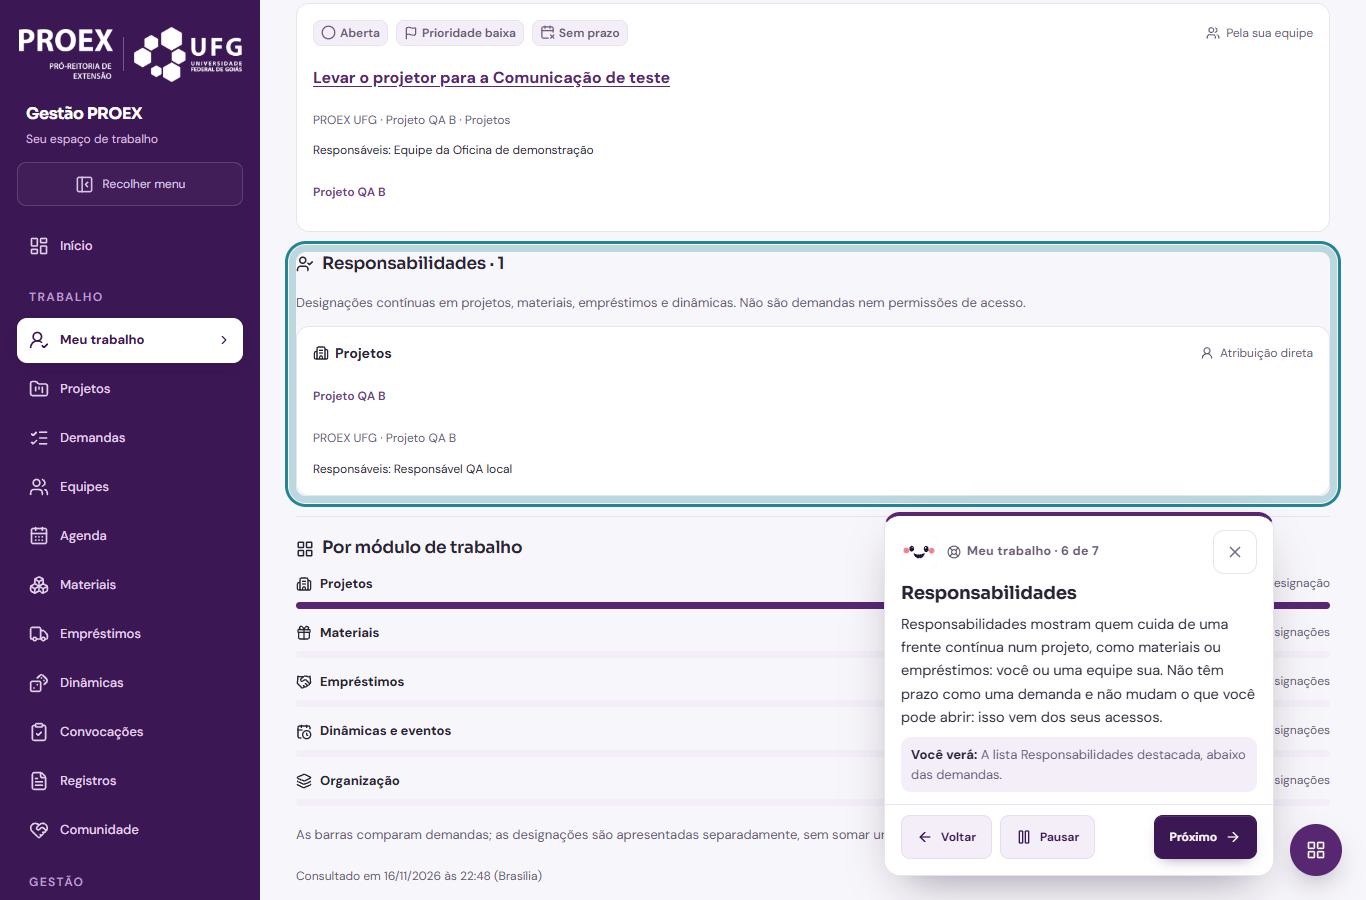 PROEX
PRÓ-REITORIA DE
EXTENSÃO
UFG
UNIVERSIDADE
FEDERAL DE GOIÁS
Gestão PROEX
Seu espaço de trabalho
Recolher menu
Início
TRABALHO
Meu trabalho
Projetos
Demandas
Equipes
Agenda
Materiais
Empréstimos
Dinâmicas
Convocações
Registros
Comunidade
GESTÃO
Aberta
Prioridade baixa
Sem prazo
Pela sua equipe
Levar o projetor para a Comunicação de teste
PROEX UFG · Projeto QA B · Projetos
Responsáveis: Equipe da Oficina de demonstração
Projeto QA B
Responsabilidades · 1
Designações contínuas em projetos, materiais, empréstimos e dinâmicas. Não são demandas nem permissões de acesso.
Projetos
Atribuição direta
Projeto QA B
PROEX UFG · Projeto QA B
Responsáveis: Responsável QA local
Por módulo de trabalho
Projetos
esignação
Materiais
signações
Empréstimos
signações
Dinâmicas e eventos
signações
Organização
signações
As barras comparam demandas; as designações são apresentadas separadamente, sem somar
Consultado em 16/11/2026 às 22:48 (Brasília)
Meu trabalho · 6 de 7
Responsabilidades
Responsabilidades mostram quem cuida de uma
frente contínua num projeto, como materiais ou
empréstimos: você ou uma equipe sua. Não têm
prazo como uma demanda e não mudam o que você
pode abrir: isso vem dos seus acessos.
Você verá: A lista Responsabilidades destacada, abaixo
das demandas.
Voltar
Pausar
Próximo